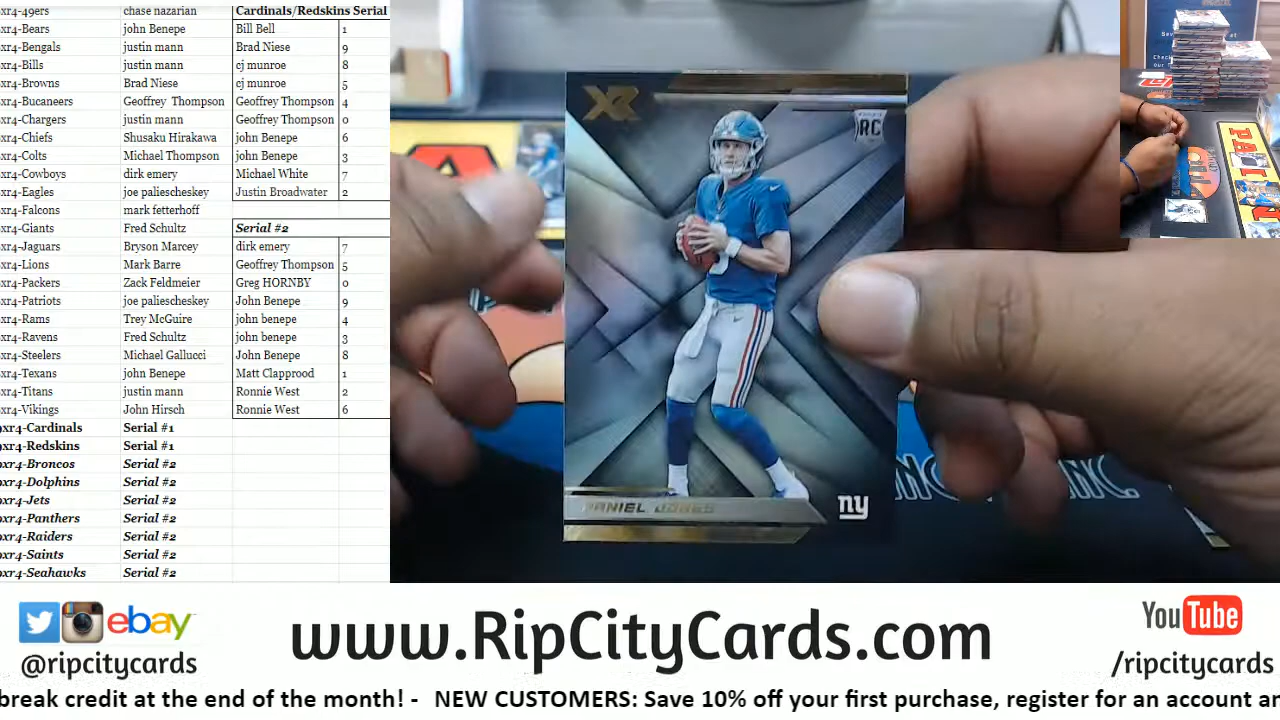 xr4-49ers chase nazarian Cardinals/Redskins Serial
xr4-Bears john Benepe Bill Bell 1
xr4-Bengals justin mann Brad Niese 9
xr4-Bills justin mann cj munroe 8
xr4-Browns Brad Niese cj munroe 5
xr4-Bucaneers Geoffrey Thompson Geoffrey Thompson 4
xr4-Chargers justin mann Geoffrey Thompson 0
xr4-Chiefs Shusaku Hirakawa john Benepe 6
xr4-Colts Michael Thompson john Benepe 3
xr4-Cowboys dirk emery Michael White 7
xr4-Eagles joe paliescheskey Justin Broadwater 2
xr4-Falcons mark fetterhoff
xr4-Giants Fred Schultz Serial #2
xr4-Jaguars Bryson Marcey dirk emery 7
xr4-Lions Mark Barre Geoffrey Thompson 5
xr4-Packers Zack Feldmeier Greg HORNBY 0
xr4-Patriots joe paliescheskey John Benepe 9
xr4-Rams Trey McGuire john benepe 4
xr4-Ravens Fred Schultz john benepe 3
xr4-Steelers Michael Gallucci John Benepe 8
xr4-Texans john Benepe Matt Clapprood 1
xr4-Titans justin mann Ronnie West 2
xr4-Vikings John Hirsch Ronnie West 6
9xr4-Cardinals Serial #1
9xr4-Redskins Serial #1
9xr4-Broncos Serial #2
9xr4-Dolphins Serial #2
9xr4-Jets Serial #2
9xr4-Panthers Serial #2
9xr4-Raiders Serial #2
9xr4-Saints Serial #2
9xr4-Seahawks Serial #2
XR
RC
DANIEL JONES
ny
ebay
@ripcitycards
www.RipCityCards.com
YouTube
/ripcitycards
break credit at the end of the month! - NEW CUSTOMERS: Save 10% off your first purchase, register for an account an